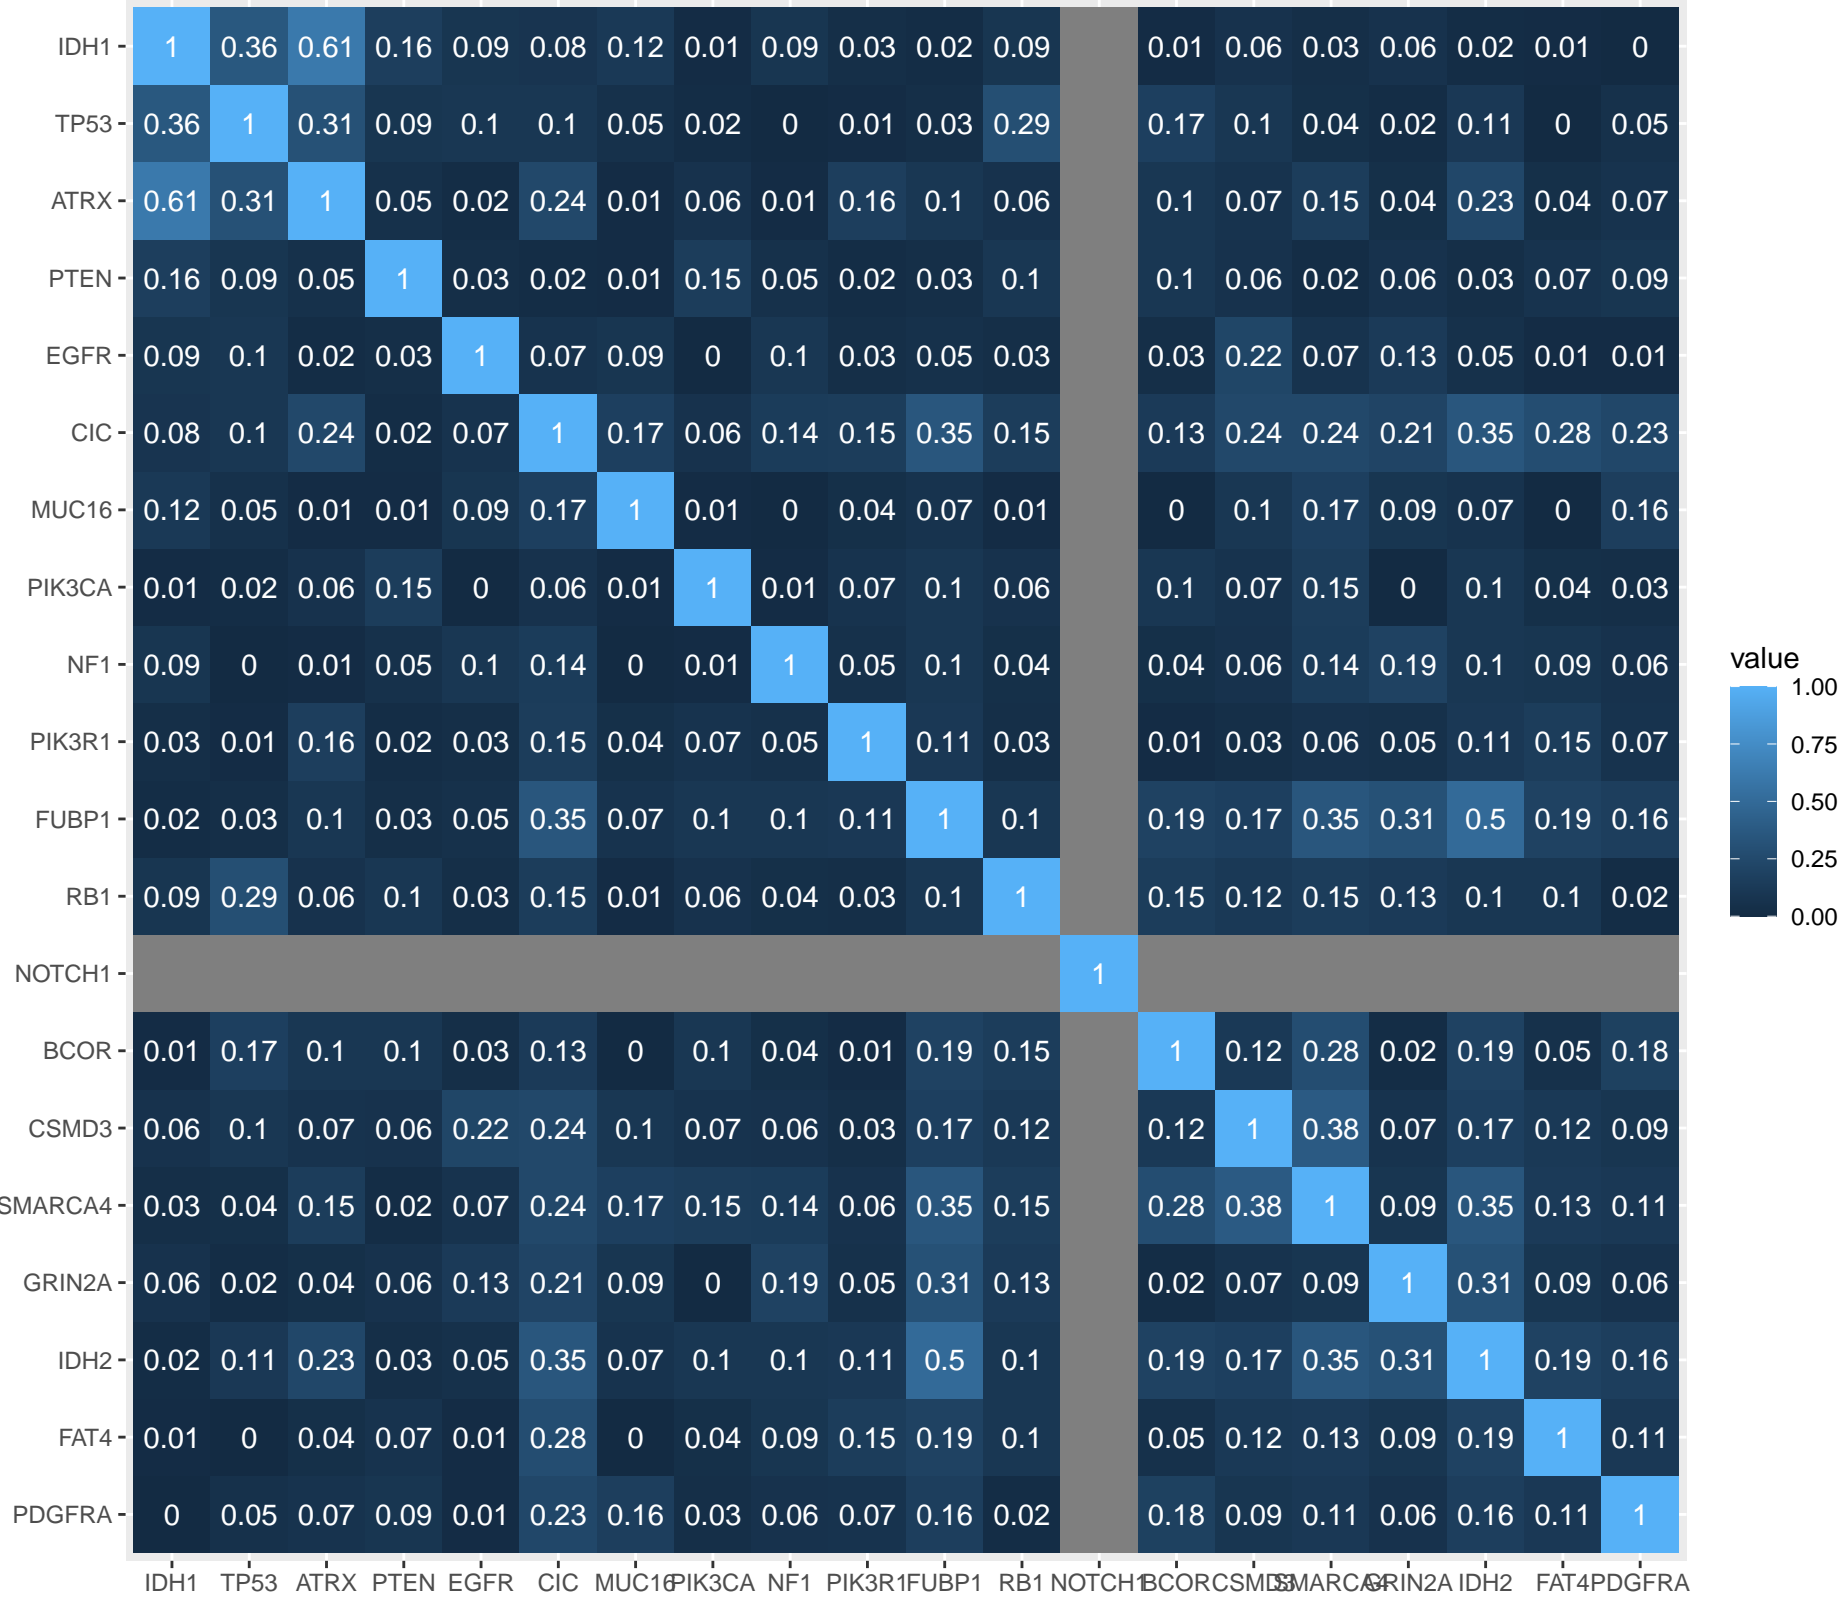 IDH1 1 0.36 0.61 0.16 0.09 0.08 0.12 0.01 0.09 0.03 0.02 0.09 0.01 0.06 0.03 0.06 0.02 0.01 0
TP53 0.36 1 0.31 0.09 0.1 0.1 0.05 0.02 0 0.01 0.03 0.29 0.17 0.1 0.04 0.02 0.11 0 0.05
ATRX 0.61 0.31 1 0.05 0.02 0.24 0.01 0.06 0.01 0.16 0.1 0.06 0.1 0.07 0.15 0.04 0.23 0.04 0.07
PTEN 0.16 0.09 0.05 1 0.03 0.02 0.01 0.15 0.05 0.02 0.03 0.1 0.1 0.06 0.02 0.06 0.03 0.07 0.09
EGFR 0.09 0.1 0.02 0.03 1 0.07 0.09 0 0.1 0.03 0.05 0.03 0.03 0.22 0.07 0.13 0.05 0.01 0.01
CIC 0.08 0.1 0.24 0.02 0.07 1 0.17 0.06 0.14 0.15 0.35 0.15 0.13 0.24 0.24 0.21 0.35 0.28 0.23
MUC16 0.12 0.05 0.01 0.01 0.09 0.17 1 0.01 0 0.04 0.07 0.01 0 0.1 0.17 0.09 0.07 0 0.16
PIK3CA 0.01 0.02 0.06 0.15 0 0.06 0.01 1 0.01 0.07 0.1 0.06 0.1 0.07 0.15 0 0.1 0.04 0.03
NF1 0.09 0 0.01 0.05 0.1 0.14 0 0.01 1 0.05 0.1 0.04 0.04 0.06 0.14 0.19 0.1 0.09 0.06
PIK3R1 0.03 0.01 0.16 0.02 0.03 0.15 0.04 0.07 0.05 1 0.11 0.03 0.01 0.03 0.06 0.05 0.11 0.15 0.07
FUBP1 0.02 0.03 0.1 0.03 0.05 0.35 0.07 0.1 0.1 0.11 1 0.1 0.19 0.17 0.35 0.31 0.5 0.19 0.16
RB1 0.09 0.29 0.06 0.1 0.03 0.15 0.01 0.06 0.04 0.03 0.1 1 0.15 0.12 0.15 0.13 0.1 0.1 0.02
NOTCH1 1
BCOR 0.01 0.17 0.1 0.1 0.03 0.13 0 0.1 0.04 0.01 0.19 0.15 1 0.12 0.28 0.02 0.19 0.05 0.18
CSMD3 0.06 0.1 0.07 0.06 0.22 0.24 0.1 0.07 0.06 0.03 0.17 0.12 0.12 1 0.38 0.07 0.17 0.12 0.09
SMARCA4 0.03 0.04 0.15 0.02 0.07 0.24 0.17 0.15 0.14 0.06 0.35 0.15 0.28 0.38 1 0.09 0.35 0.13 0.11
GRIN2A 0.06 0.02 0.04 0.06 0.13 0.21 0.09 0 0.19 0.05 0.31 0.13 0.02 0.07 0.09 1 0.31 0.09 0.06
IDH2 0.02 0.11 0.23 0.03 0.05 0.35 0.07 0.1 0.1 0.11 0.5 0.1 0.19 0.17 0.35 0.31 1 0.19 0.16
FAT4 0.01 0 0.04 0.07 0.01 0.28 0 0.04 0.09 0.15 0.19 0.1 0.05 0.12 0.13 0.09 0.19 1 0.11
PDGFRA 0 0.05 0.07 0.09 0.01 0.23 0.16 0.03 0.06 0.07 0.16 0.02 0.18 0.09 0.11 0.06 0.16 0.11 1
IDH1 TP53 ATRX PTEN EGFR CIC MUC16 PIK3CA NF1 PIK3R1 FUBP1 RB1 NOTCH1 BCOR CSMD3 SMARCA4 GRIN2A IDH2 FAT4 PDGFRA
value
1.00
0.75
0.50
0.25
0.00